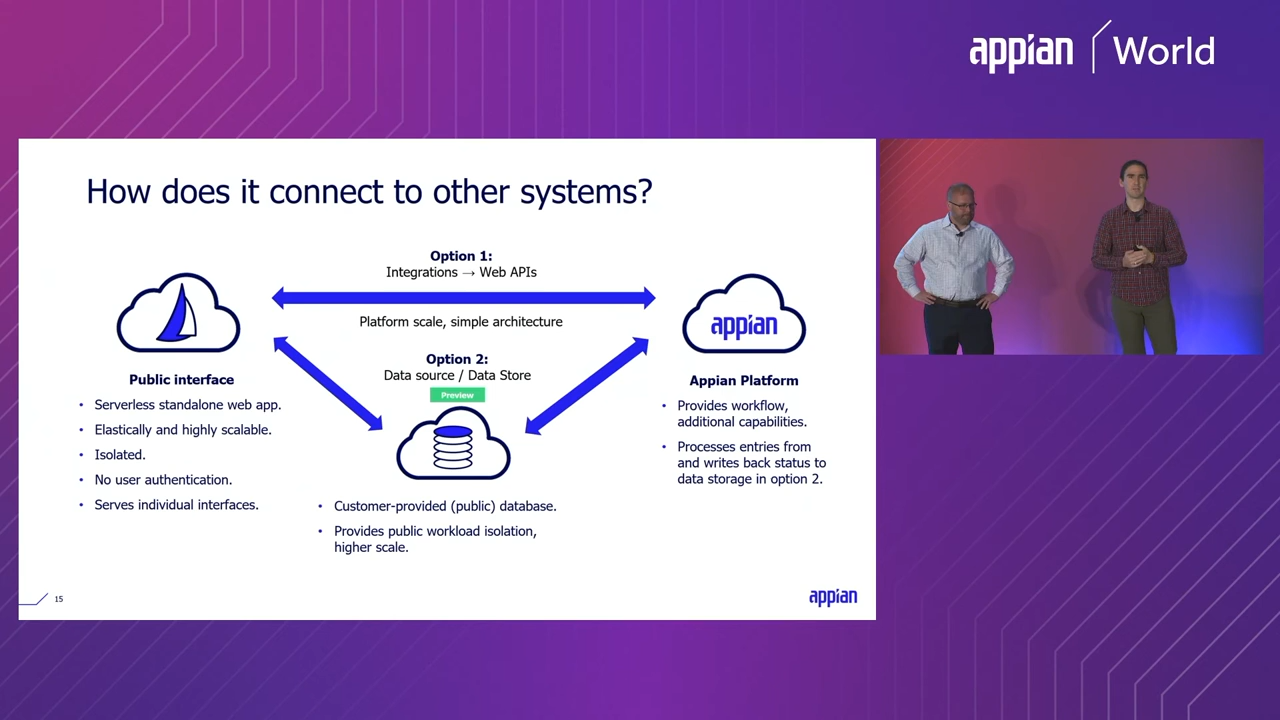 appian World
How does it connect to other systems?
Option 1:
Integrations → Web APIs
Platform scale, simple architecture
Option 2:
Data source / Data Store
Preview
Public interface
• Serverless standalone web app.
• Elastically and highly scalable.
• Isolated.
• No user authentication.
• Serves individual interfaces.
• Customer-provided (public) database.
• Provides public workload isolation,
higher scale.
appian
Appian Platform
• Provides workflow,
additional capabilities.
• Processes entries from
and writes back status to
data storage in option 2.
15
appian